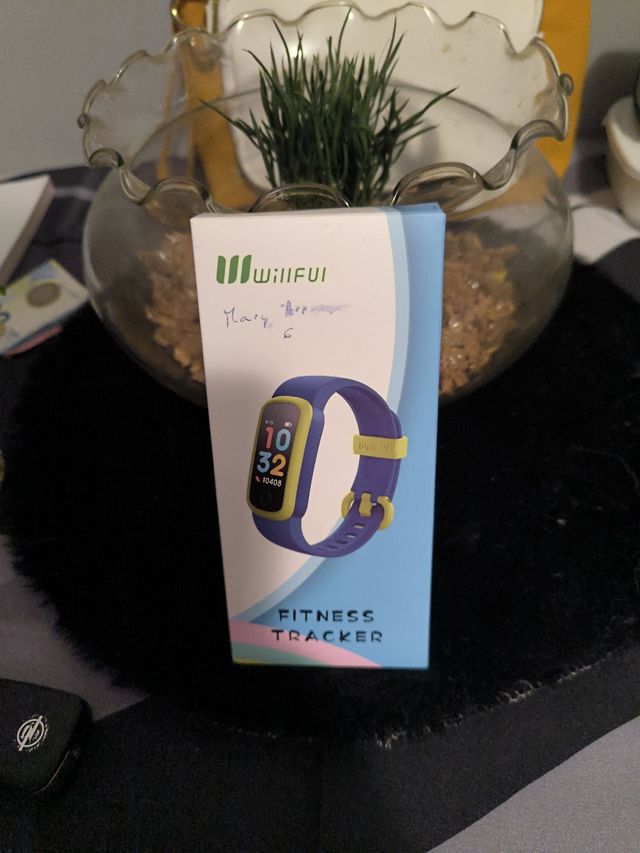 WillFUl
Mary,
6
10
32
10408
FITNESS
TRACKER